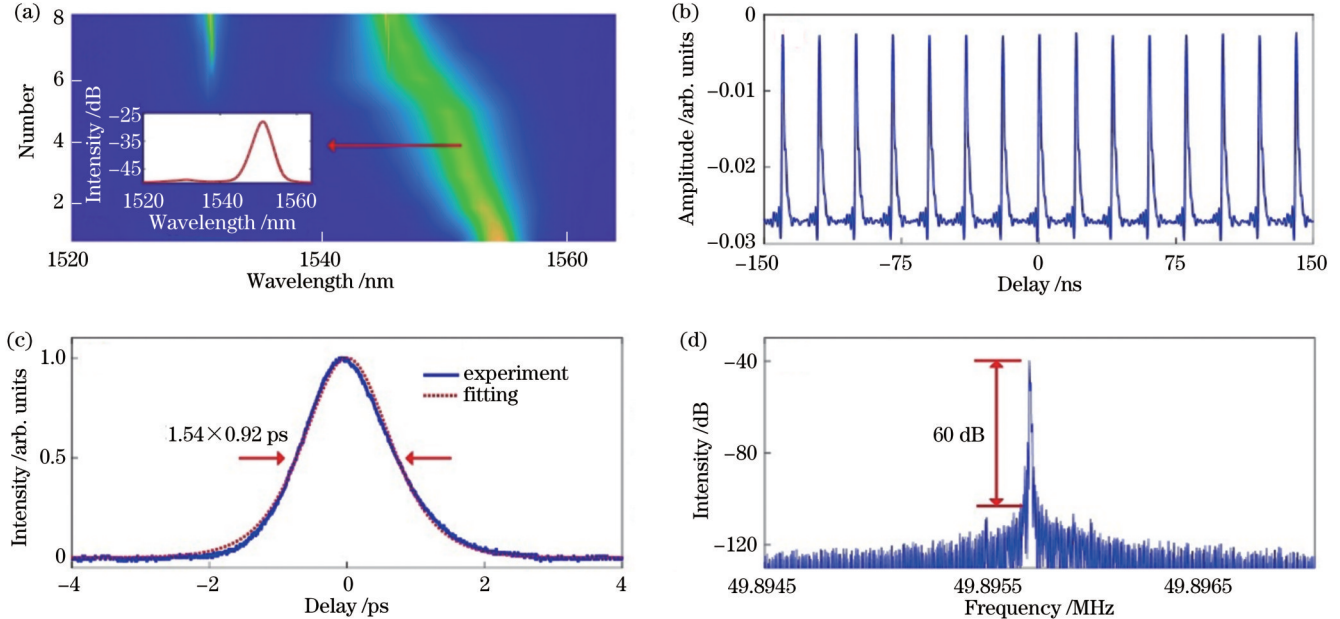 (a)
8
6
4
2
Number
Intensity /dB
−25
−35
−45
1520 1540 1560
Wavelength /nm
1520 1540 1560
Wavelength /nm
(b)
0
−0.01
−0.02
−0.03
Amplitude /arb. units
−150 −75 0 75 150
Delay /ns
(c)
1.0
0.5
0
Intensity /arb. units
experiment
fitting
1.54×0.92 ps
−4 −2 0 2 4
Delay /ps
(d)
−40
−80
−120
Intensity /dB
60 dB
49.8945 49.8955 49.8965
Frequency /MHz